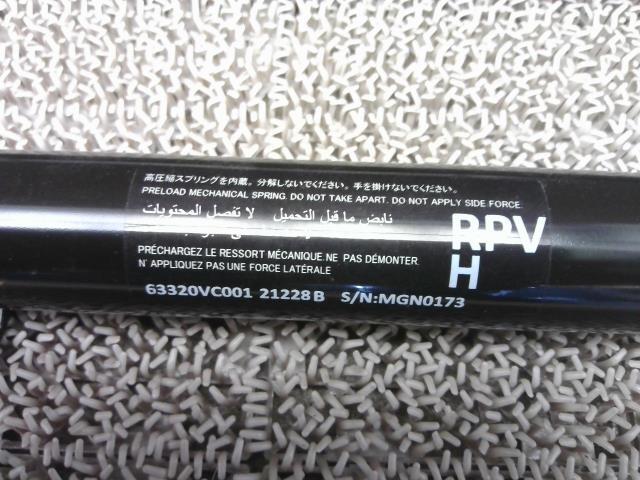 高圧縮スプリングを内蔵。分解しないでください。手を掛けないでください。
PRELOAD MECHANICAL SPRING. DO NOT TAKE APART. DO NOT APPLY SIDE FORCE.
نابض ما قبل التحميل لا تفصل المحتويات
RPV
H
PRÉCHARGEZ LE RESSORT MÉCANIQUE.NE PAS DÉMONTER.
N' APPLIQUEZ PAS UNE FORCE LATÉRALE
63320VC001 21228B S/N:MGN0173